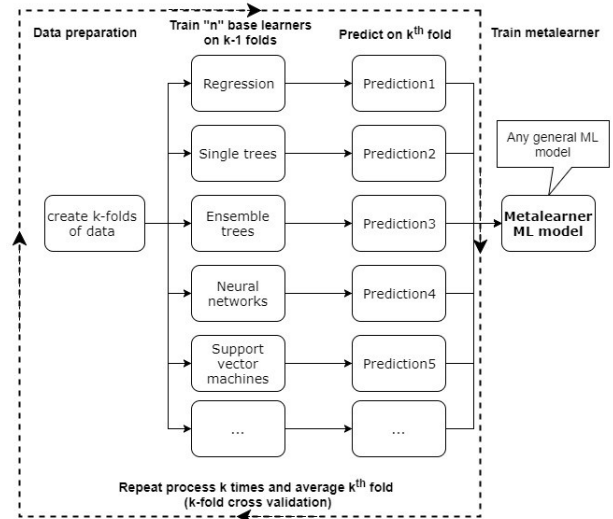 Data preparation
Train "n" base learners
on k-1 folds
Predict on kth fold
Train metalearner
Regression
Prediction1
Any general ML
model
Single trees
Prediction2
create k-folds
of data
Ensemble
trees
Prediction3
Metalearner
ML model
Neural
networks
Prediction4
Support
vector
machines
Prediction5
...
...
Repeat process k times and average kth fold
(k-fold cross validation)